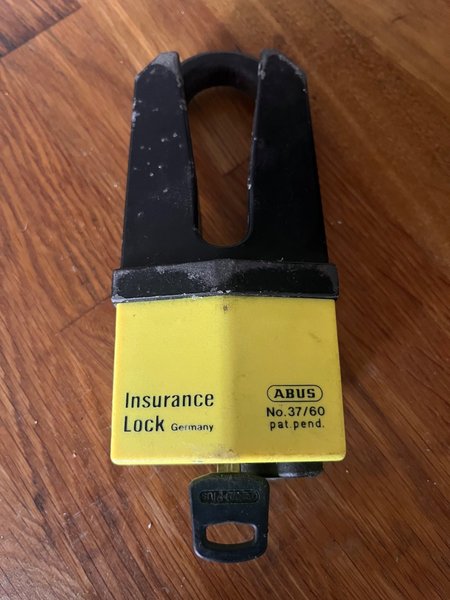 Insurance
Lock Germany
ABUS
No.37/60
pat.pend.